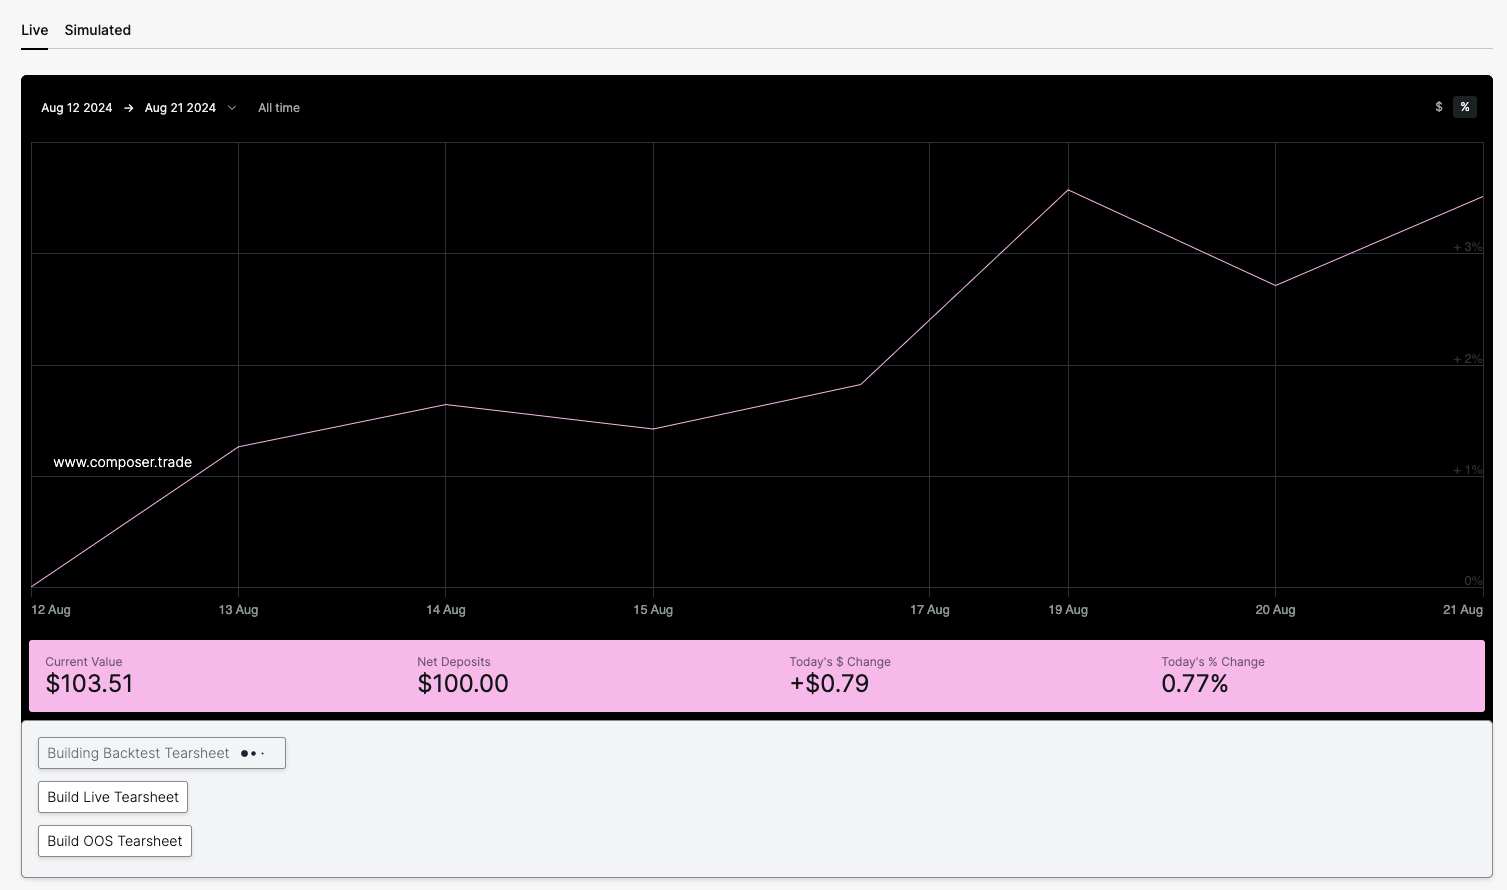 Live Simulated
Aug 12 2024 → Aug 21 2024 All time $ %
+ 3%
+ 2%
www.composer.trade
+ 1%
0%
12 Aug 13 Aug 14 Aug 15 Aug 17 Aug 19 Aug 20 Aug 21 Aug
Current Value Net Deposits Today's $ Change Today's % Change
$103.51 $100.00 +$0.79 0.77%
Building Backtest Tearsheet
Build Live Tearsheet
Build OOS Tearsheet